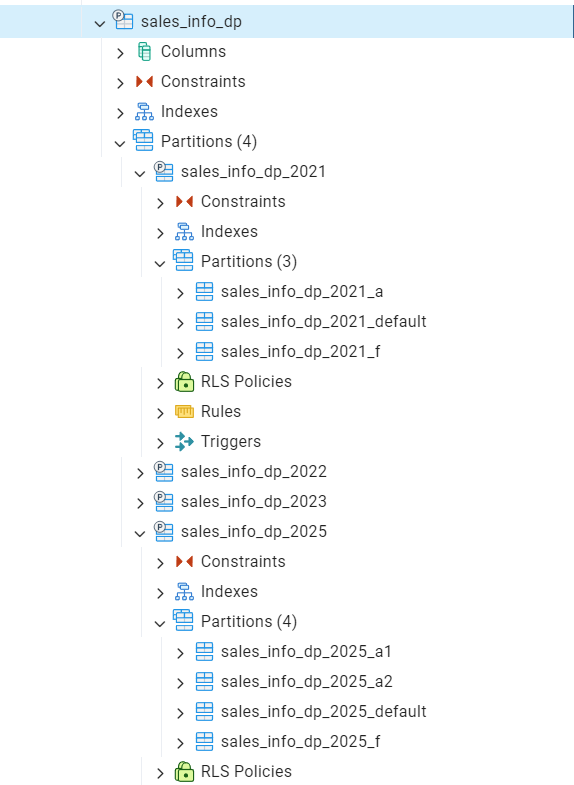 sales_info_dp
Columns
Constraints
Indexes
Partitions (4)
sales_info_dp_2021
Constraints
Indexes
Partitions (3)
sales_info_dp_2021_a
sales_info_dp_2021_default
sales_info_dp_2021_f
RLS Policies
Rules
Triggers
sales_info_dp_2022
sales_info_dp_2023
sales_info_dp_2025
Constraints
Indexes
Partitions (4)
sales_info_dp_2025_a1
sales_info_dp_2025_a2
sales_info_dp_2025_default
sales_info_dp_2025_f
RLS Policies